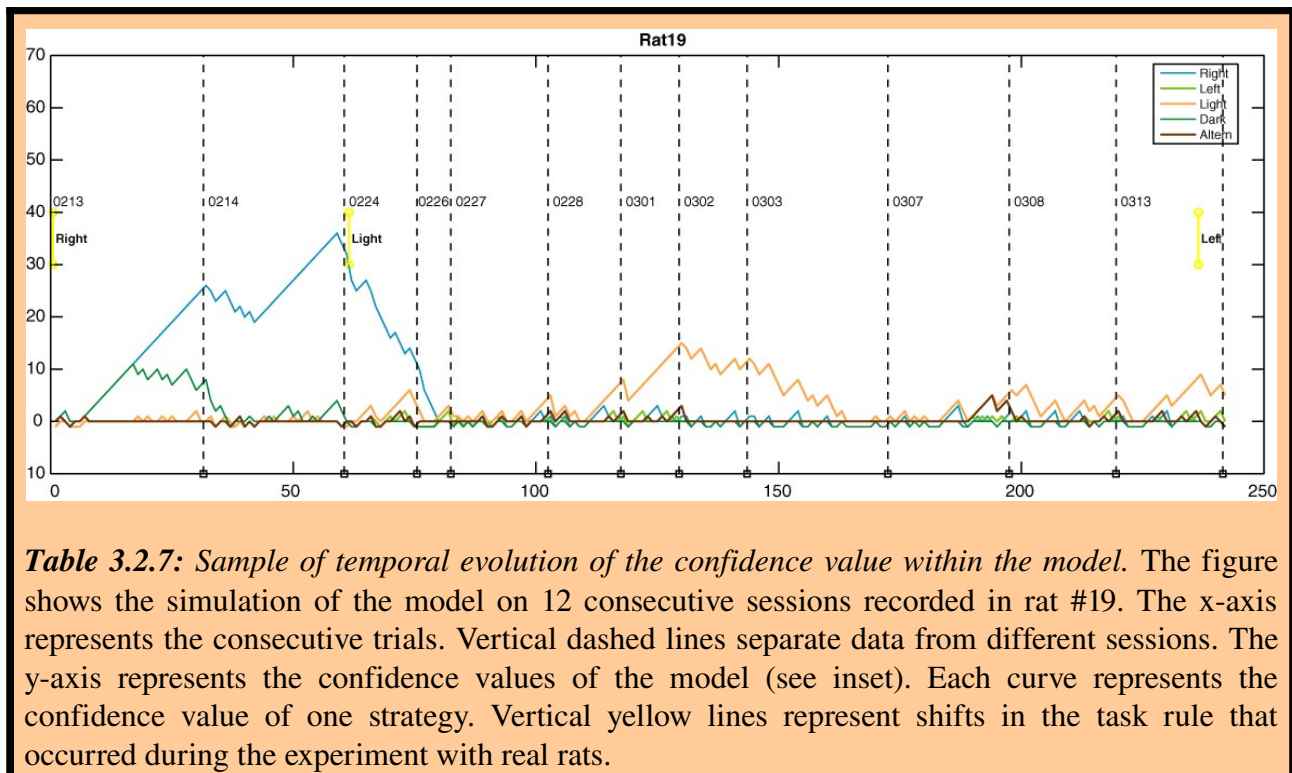 Rat19
70
60
50
40
30
20
10
0
10
0213
0214
0224
0226
0227
0228
0301
0302
0303
0307
0308
0313
Right
Light
Left
Right
Left
Light
Dark
Altern
0 50 100 150 200 250
Table 3.2.7: Sample of temporal evolution of the confidence value within the model. The figure
shows the simulation of the model on 12 consecutive sessions recorded in rat #19. The x-axis
represents the consecutive trials. Vertical dashed lines separate data from different sessions. The
y-axis represents the confidence values of the model (see inset). Each curve represents the
confidence value of one strategy. Vertical yellow lines represent shifts in the task rule that
occurred during the experiment with real rats.